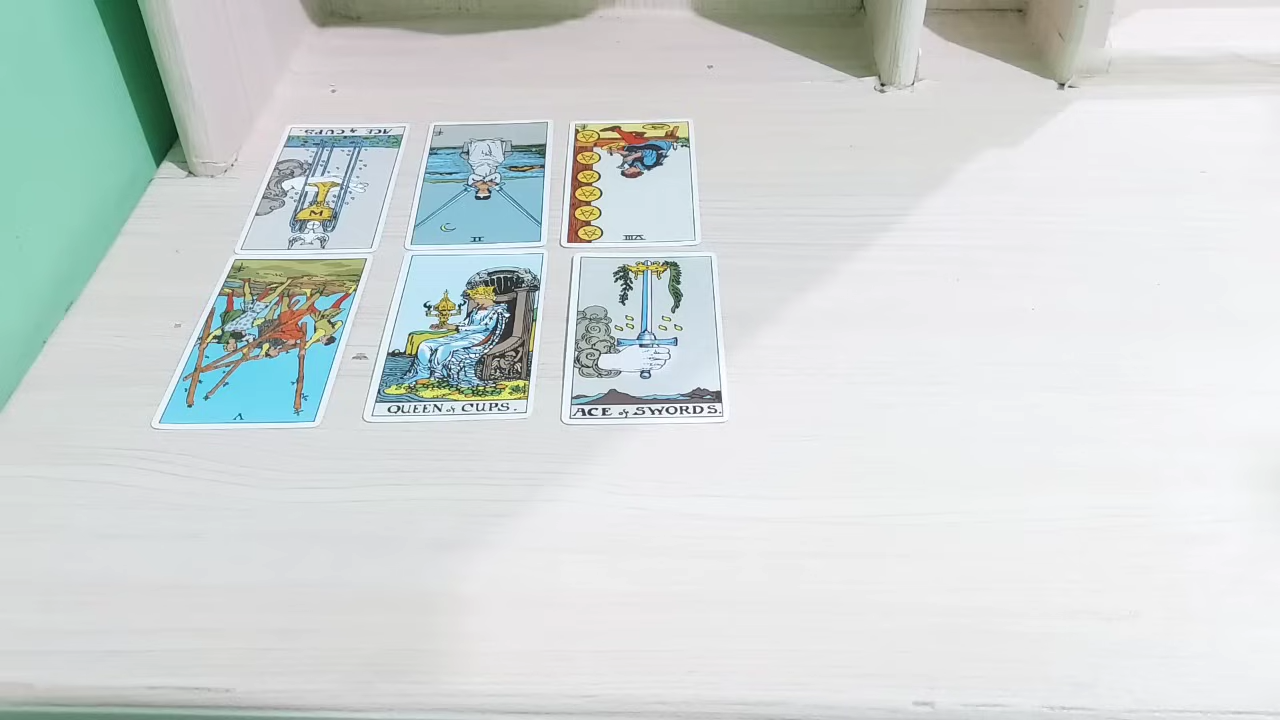 ACE of CUPS.
II
VIII
V
QUEEN of CUPS.
ACE of SWORDS.